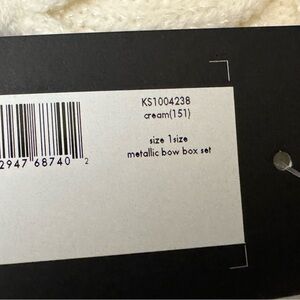 KS1004238
cream(151)
size 1size
metallic bow box set
2947 68740 2